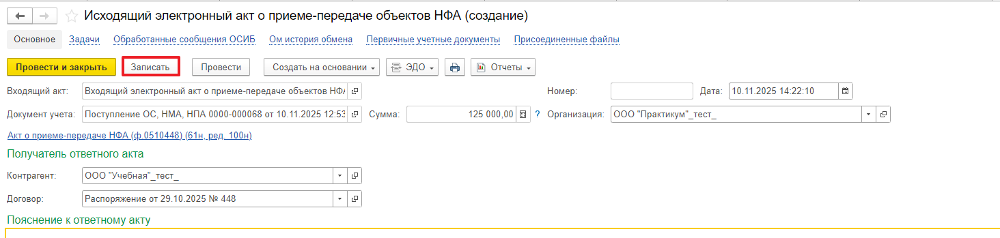 Исходящий электронный акт о приеме-передаче объектов НФА (создание)
Основное Задачи Обработанные сообщения ОСИБ Ом история обмена Первичные учетные документы Присоединенные файлы
Провести и закрыть Записать Провести Создать на основании ЭДО Отчеты
Входящий акт: Входящий электронный акт о приеме-передаче объектов НФА Номер: Дата: 10.11.2025 14:22:10
Документ учета: Поступление ОС, НМА, НПА 0000-000068 от 10.11.2025 12:53 Сумма: 125 000,00 ? Организация: ООО "Практикум"_тест_
Акт о приеме-передаче НФА (ф.0510448) (61н, ред. 100н)
Получатель ответного акта
Контрагент: ООО "Учебная"_тест_
Договор: Распоряжение от 29.10.2025 № 448
Пояснение к ответному акту